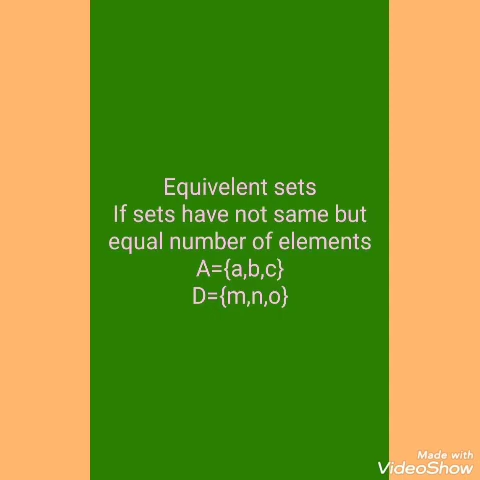 Equivelent sets
If sets have not same but
equal number of elements
A={a,b,c}
D={m,n,o}
Made with
VideoShow